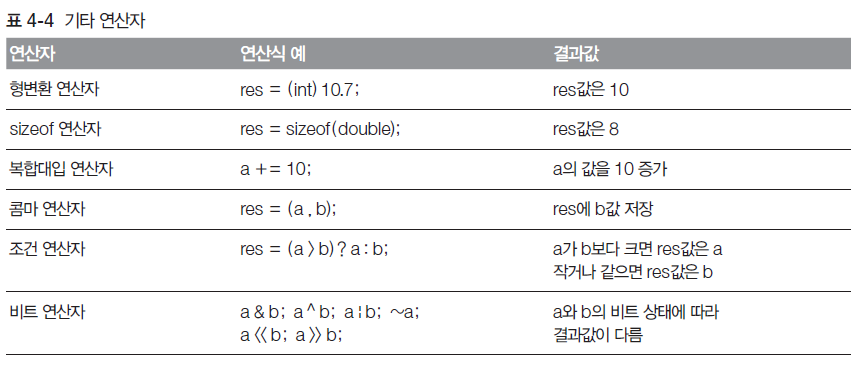 표 4-4 기타 연산자
연산자 연산식 예 결과값
형변환 연산자 res = (int) 10.7; res값은 10
sizeof 연산자 res = sizeof(double); res값은 8
복합대입 연산자 a += 10; a의 값을 10 증가
콤마 연산자 res = (a , b); res에 b값 저장
조건 연산자 res = (a > b) ? a : b; a가 b보다 크면 res값은 a
작거나 같으면 res값은 b
비트 연산자 a & b; a ^ b; a ¦ b; ~a; a와 b의 비트 상태에 따라
a << b; a >> b; 결과값이 다름